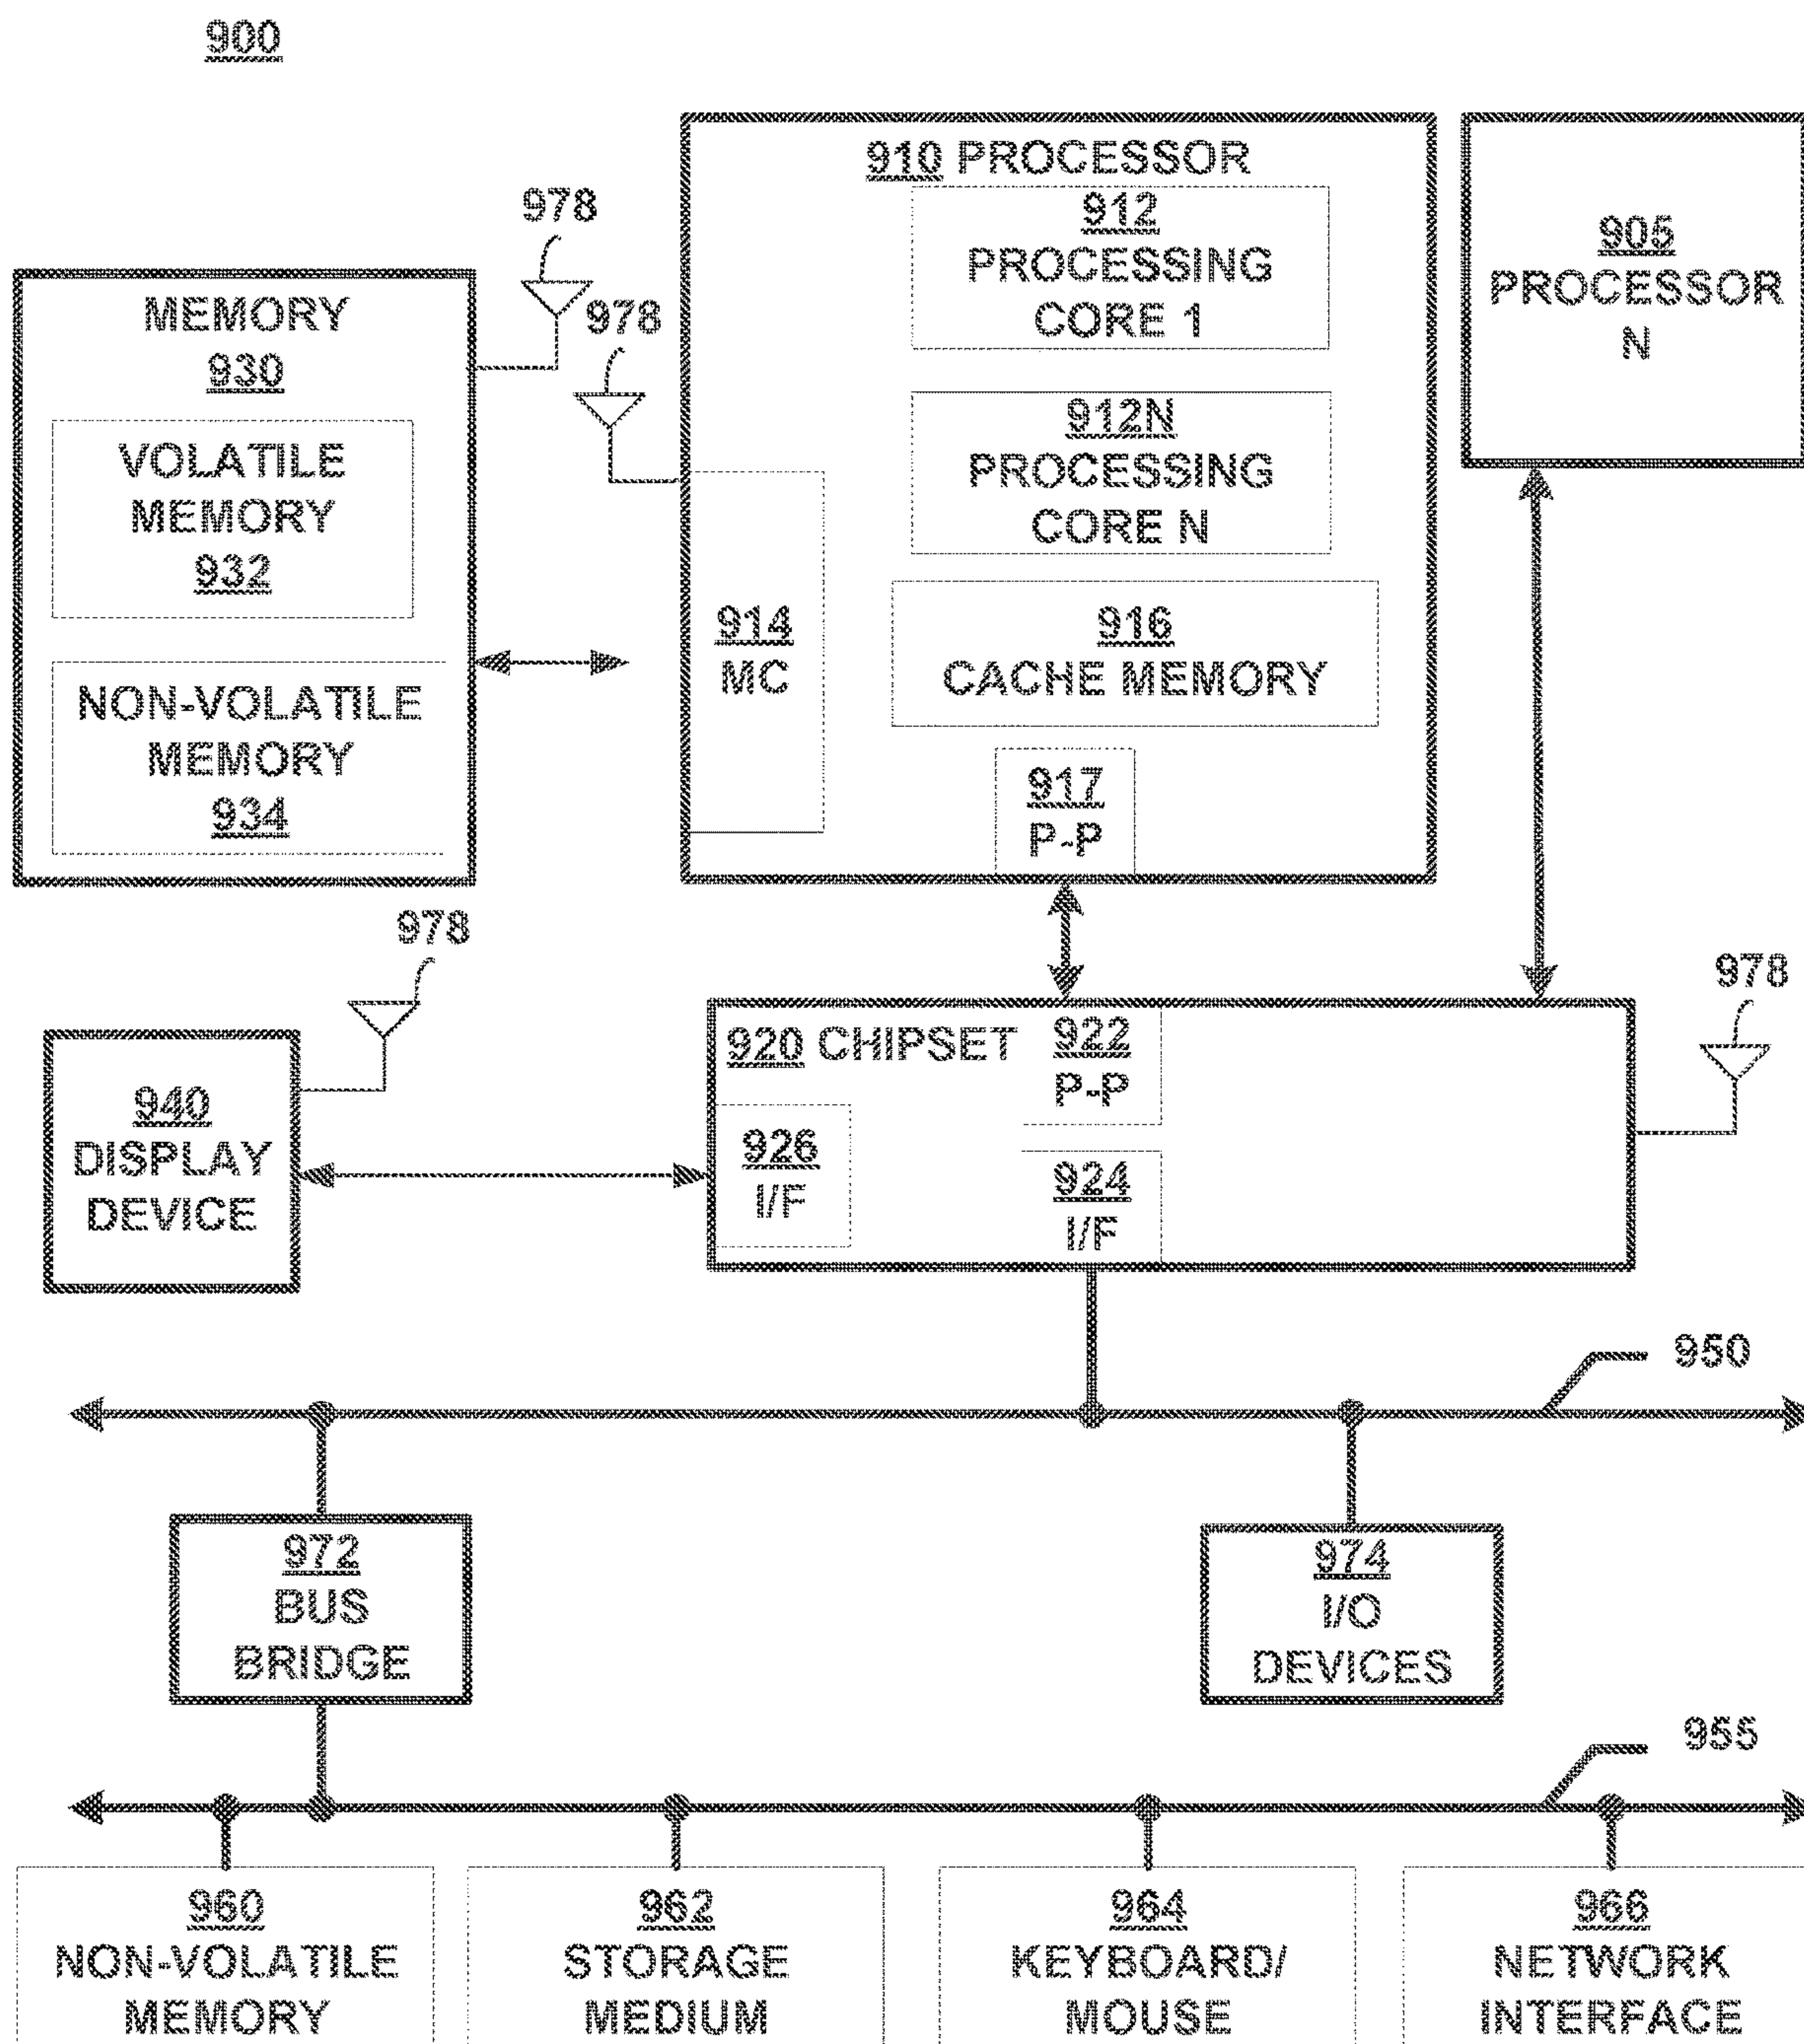 900
910 PROCESSOR
912
PROCESSING
CORE 1
912N
PROCESSING
CORE N
914
MC
916
CACHE MEMORY
917
P-P
905
PROCESSOR
N
978
978
MEMORY
930
VOLATILE
MEMORY
932
NON-VOLATILE
MEMORY
934
978
940
DISPLAY
DEVICE
920 CHIPSET
922
P-P
926
I/F
924
I/F
978
950
972
BUS
BRIDGE
974
I/O
DEVICES
955
960
NON-VOLATILE
MEMORY
962
STORAGE
MEDIUM
964
KEYBOARD/
MOUSE
966
NETWORK
INTERFACE